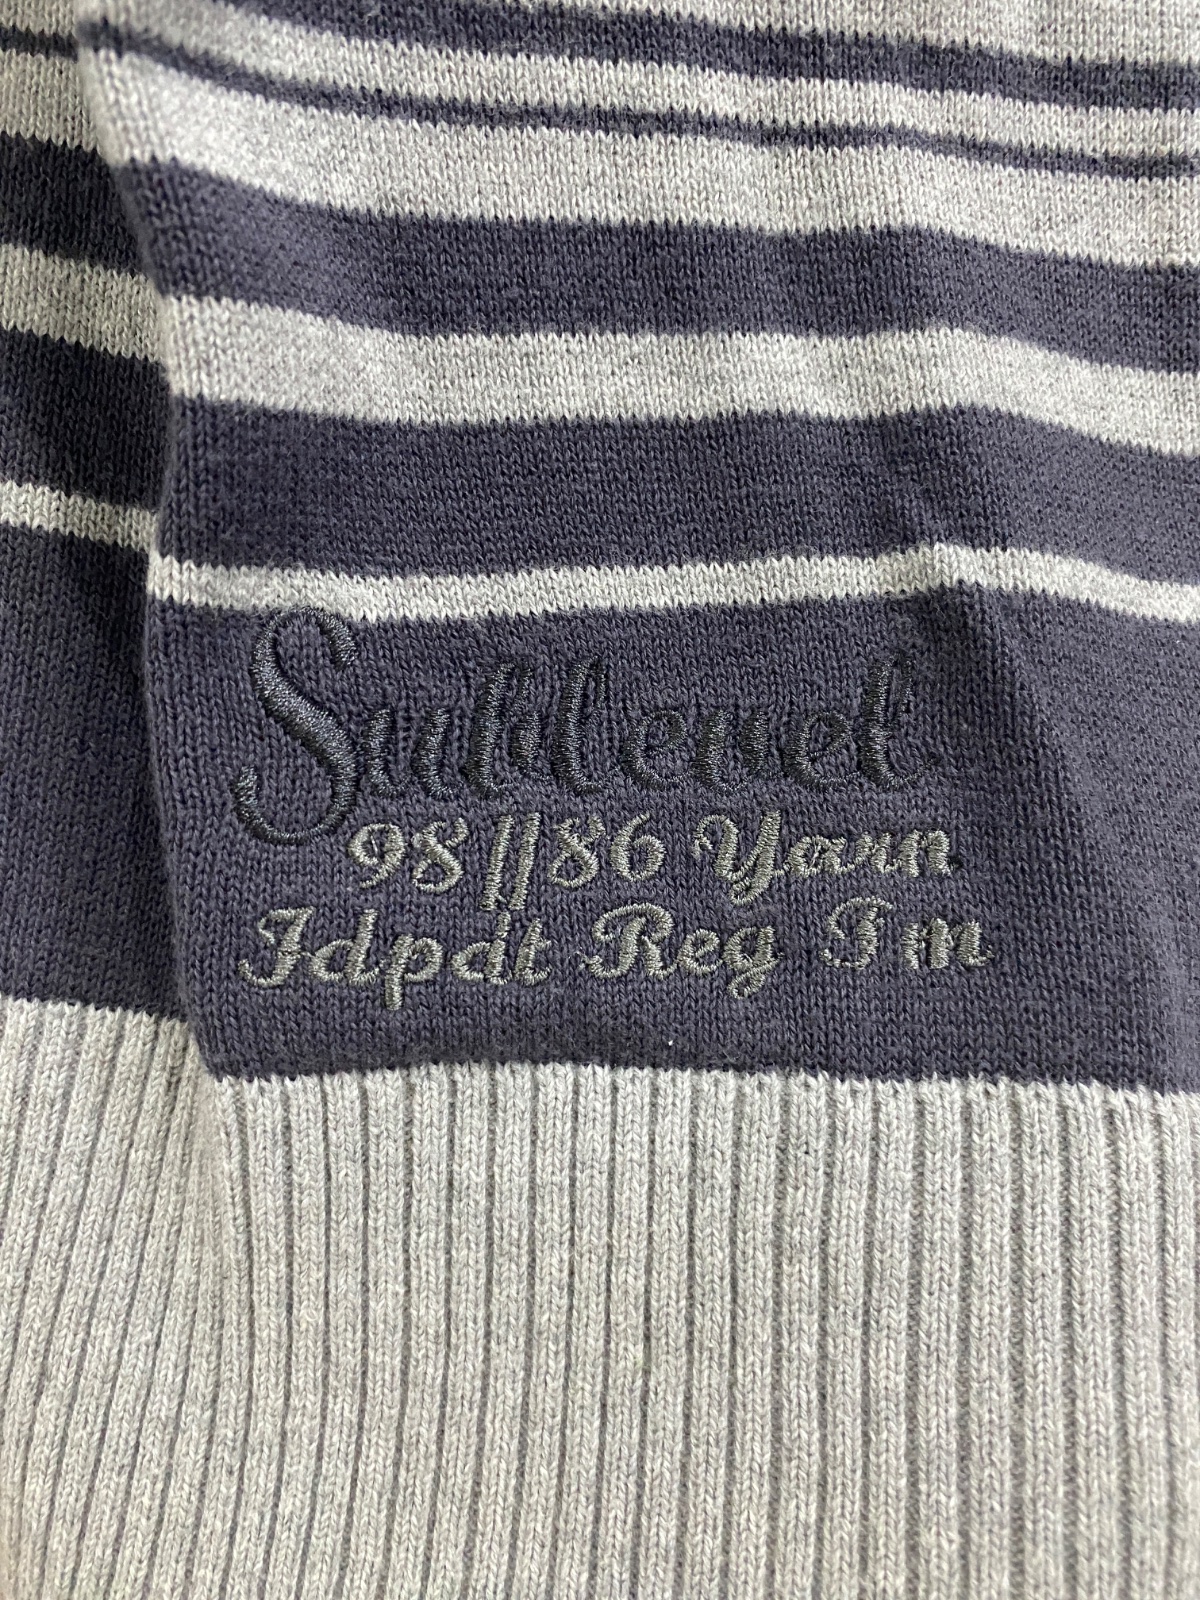 Sublevel
98//86 Yarn
Idpdt Reg Tm